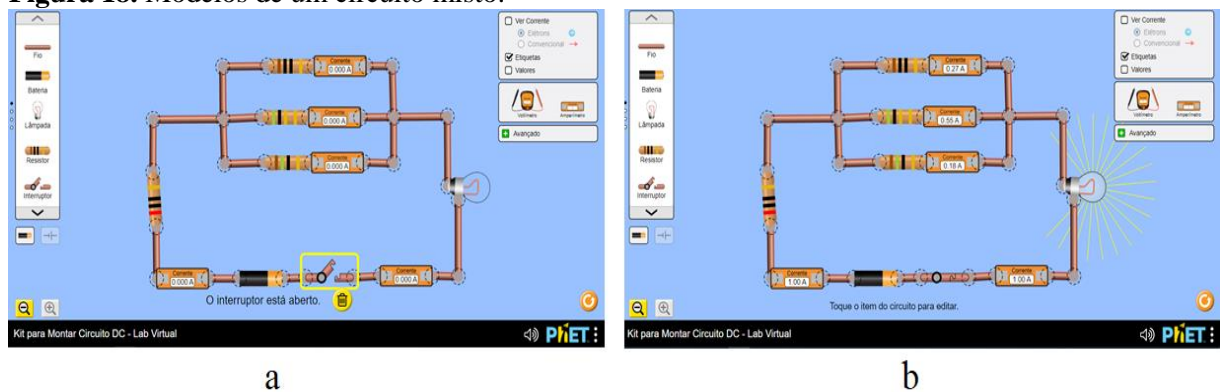 Figura 18. Modelos de um circuito misto.
Fio
Bateria
Lâmpada
Resistor
Interruptor
Ver Corrente
Elétrons
Convencional
Etiquetas
Valores
Voltímetro
Amperímetro
Avançado
Corrente
0.000 A
Corrente
0.000 A
Corrente
0.000 A
Corrente
0.000 A
Corrente
0.000 A
O interruptor está aberto.
Kit para Montar Circuito DC - Lab Virtual
PhET
a
Fio
Bateria
Lâmpada
Resistor
Interruptor
Ver Corrente
Elétrons
Convencional
Etiquetas
Valores
Voltímetro
Amperímetro
Avançado
Corrente
0.27 A
Corrente
0.55 A
Corrente
0.18 A
Corrente
1.00 A
Corrente
1.00 A
Toque o item do circuito para editar.
Kit para Montar Circuito DC - Lab Virtual
PhET
b